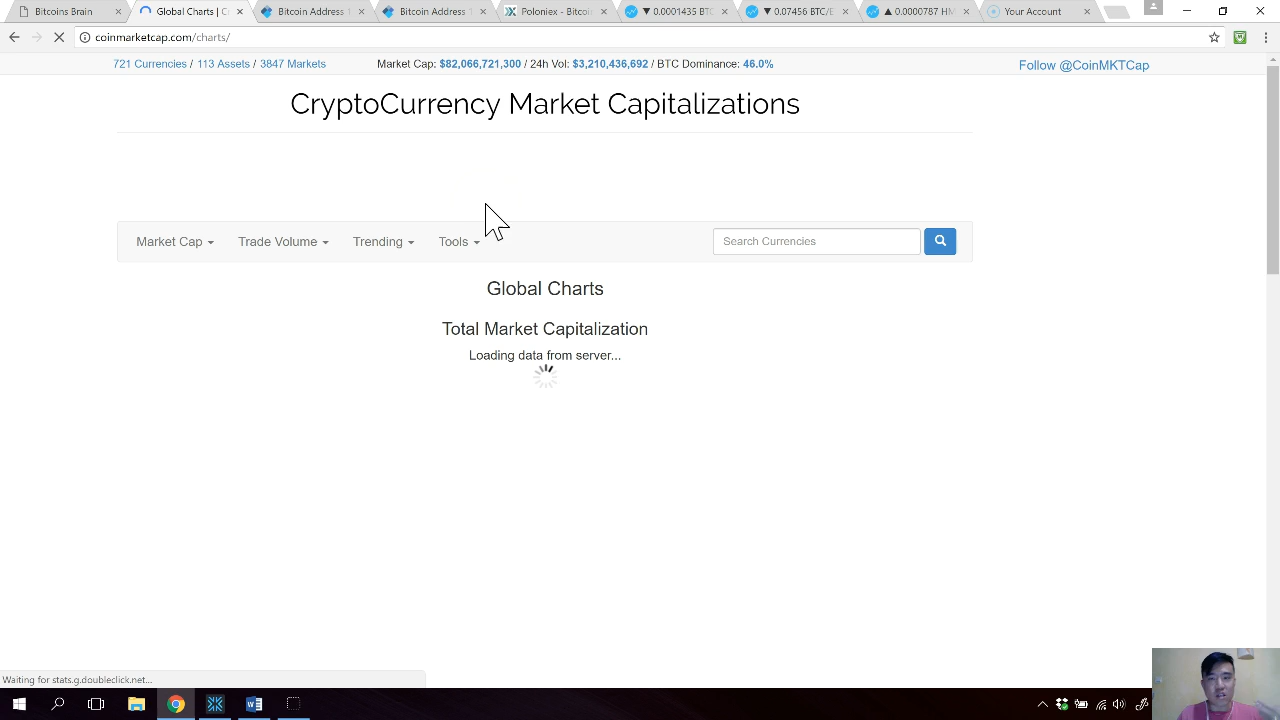 Bitcoins Brain
Global Charts | C
Bitcoin Address 1
Bitcoin Address 1
Poloniex - Bitcoin
▼ 0.0001435 BTC
▼ 0.07456 BTC/E
▲ 0.0000787 HM
Your Account
coinmarketcap.com/charts/
721 Currencies / 113 Assets / 3847 Markets
Market Cap: $82,066,721,300 / 24h Vol: $3,210,436,692 / BTC Dominance: 46.0%
Follow @CoinMKTCap
CryptoCurrency Market Capitalizations
Market Cap
Trade Volume
Trending
Tools
Search Currencies
Global Charts
Total Market Capitalization
Loading data from server...
Waiting for stats.g.doubleclick.net...